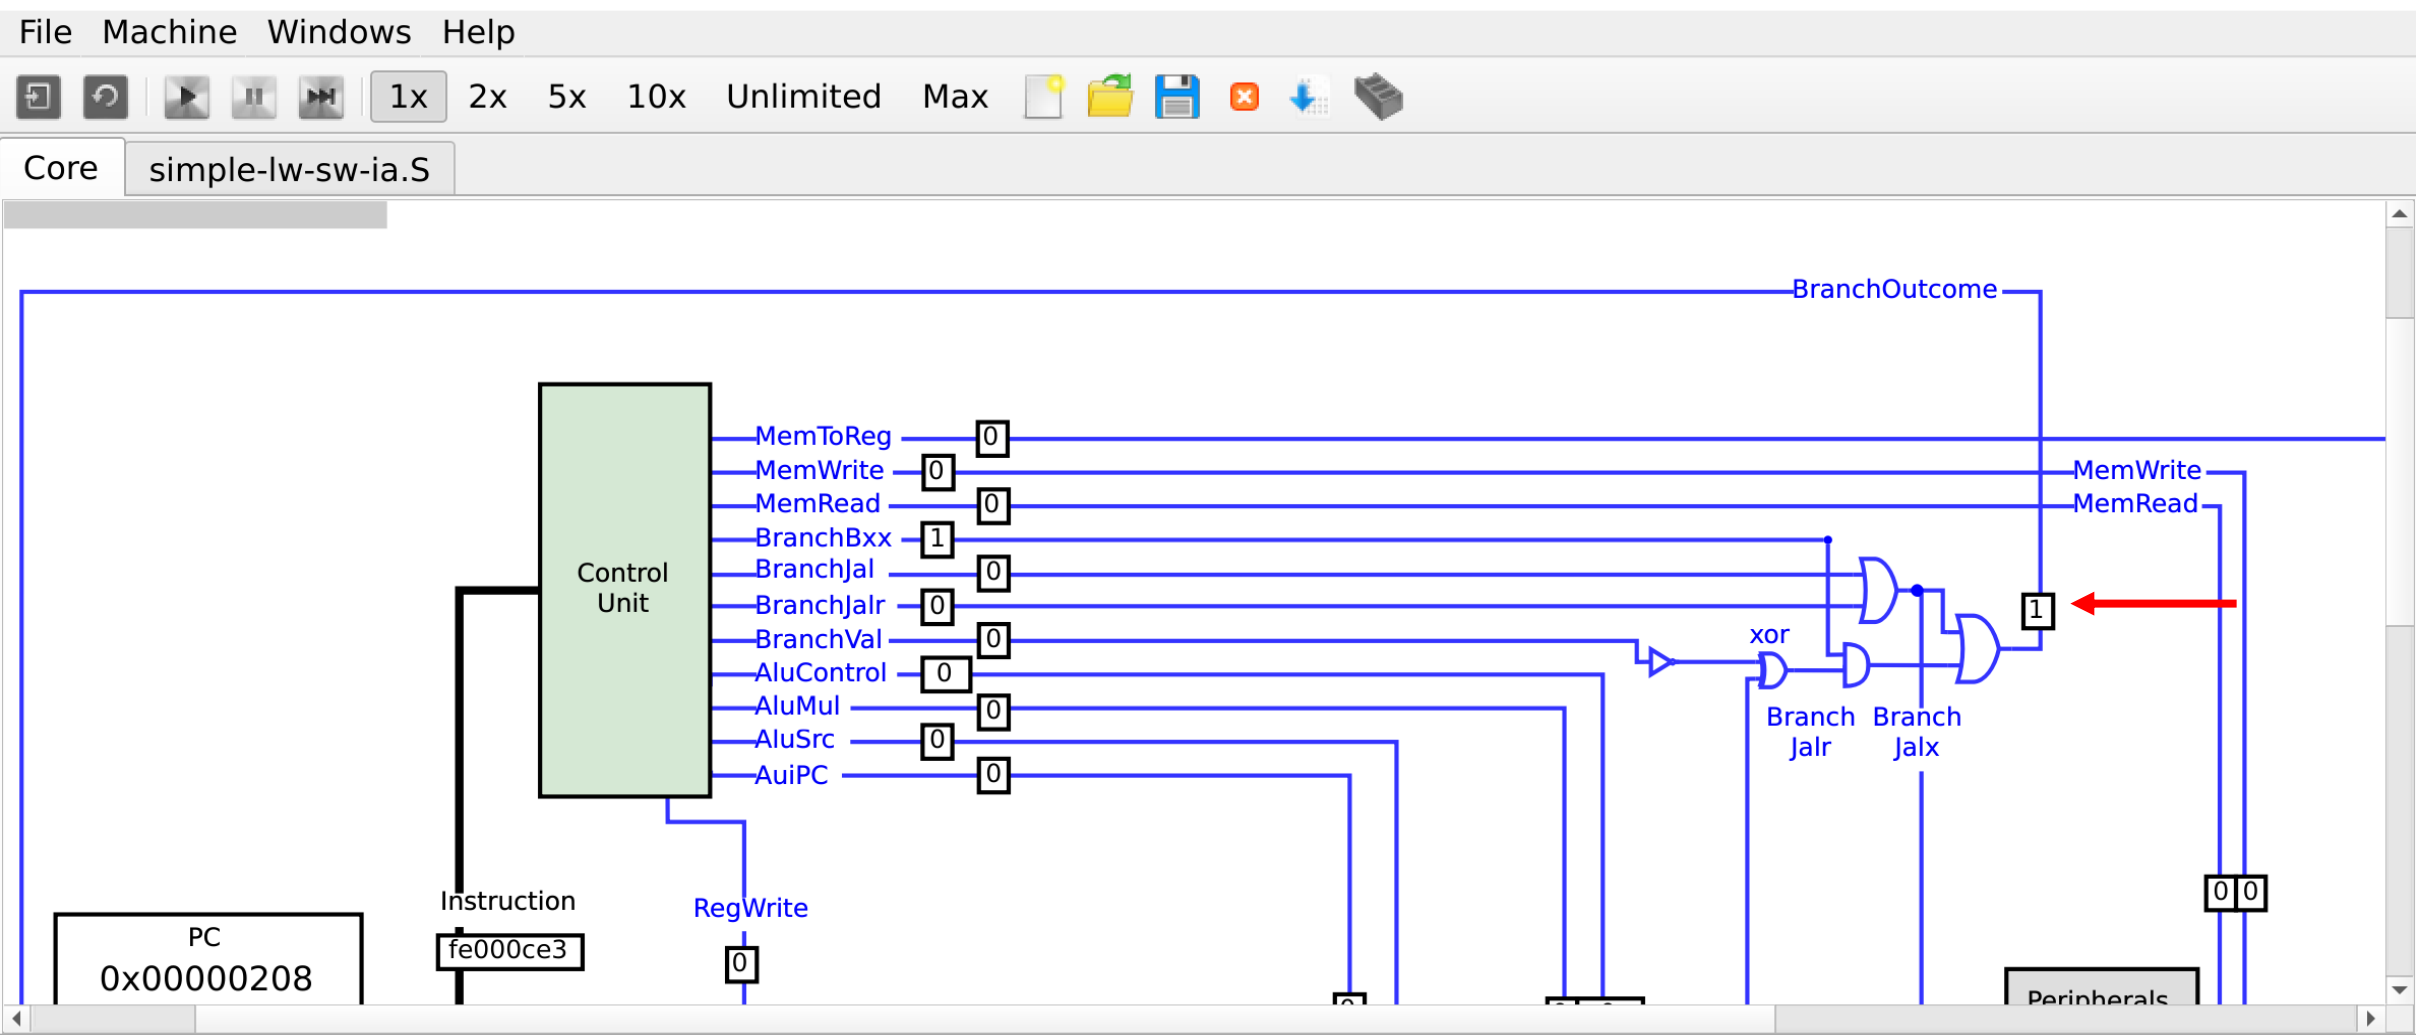 File Machine Windows Help
1x 2x 5x 10x Unlimited Max
Core simple-lw-sw-ia.S
BranchOutcome
MemToReg 0
MemWrite 0 MemWrite
MemRead 0 MemRead
BranchBxx 1
BranchJal 0
BranchJalr 0
1
BranchVal 0
xor
AluControl 0
AluMul 0
AluSrc 0
AuiPC 0
Control
Unit
Branch
Jalr
Branch
Jalx
0 0
Instruction
fe000ce3
RegWrite
0
PC
0x00000208
Peripherals